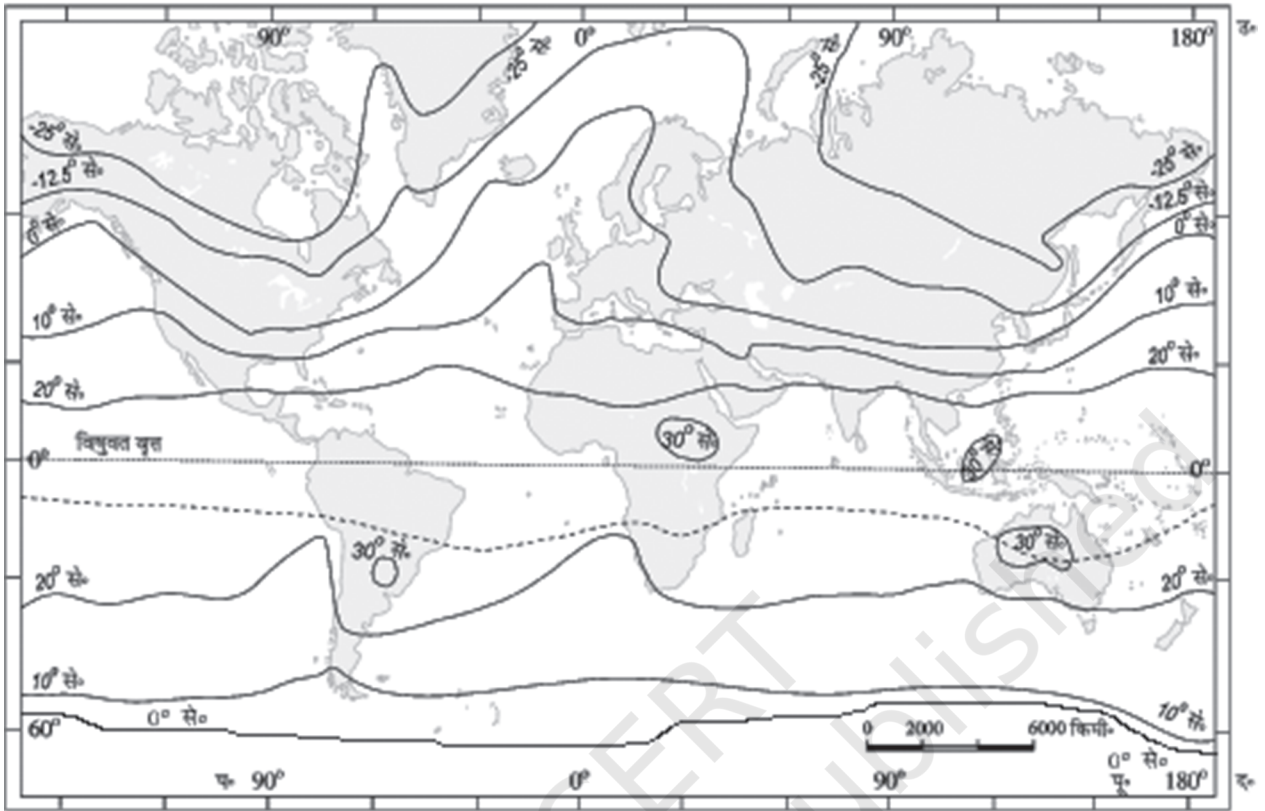 90° 0° 90° 180° उ॰
-25° से॰ -25° से॰
-25° से॰ -25° से॰
-12.5° से॰ -12.5° से॰
0° से॰ 0° से॰
10° से॰ 10° से॰
20° से॰ 20° से॰
30° से॰
विषुवत वृत्त
0° 30° से॰ 0°
30° से॰ 30° से॰
20° से॰ 20° से॰
10° से॰ 10° से॰
0° से॰
60° 0 2000 6000 किमी॰
0° से॰
प॰ 90° 0° 90° पू॰ 180° द॰
NCERT
published